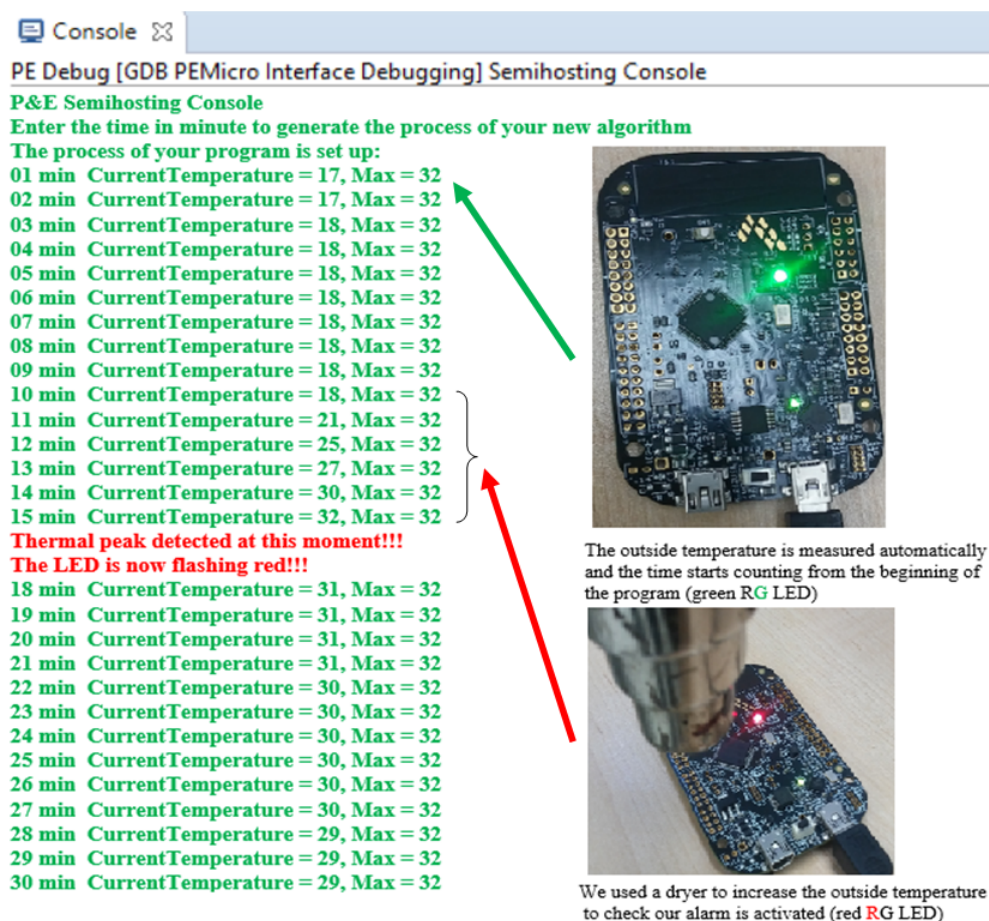 Console
PE Debug [GDB PEMicro Interface Debugging] Semihosting Console
P&E Semihosting Console
Enter the time in minute to generate the process of your new algorithm
The process of your program is set up:
01 min CurrentTemperature = 17, Max = 32
02 min CurrentTemperature = 17, Max = 32
03 min CurrentTemperature = 18, Max = 32
04 min CurrentTemperature = 18, Max = 32
05 min CurrentTemperature = 18, Max = 32
06 min CurrentTemperature = 18, Max = 32
07 min CurrentTemperature = 18, Max = 32
08 min CurrentTemperature = 18, Max = 32
09 min CurrentTemperature = 18, Max = 32
10 min CurrentTemperature = 18, Max = 32
11 min CurrentTemperature = 21, Max = 32
12 min CurrentTemperature = 25, Max = 32
13 min CurrentTemperature = 27, Max = 32
14 min CurrentTemperature = 30, Max = 32
15 min CurrentTemperature = 32, Max = 32
Thermal peak detected at this moment!!!
The LED is now flashing red!!!
18 min CurrentTemperature = 31, Max = 32
19 min CurrentTemperature = 31, Max = 32
20 min CurrentTemperature = 31, Max = 32
21 min CurrentTemperature = 31, Max = 32
22 min CurrentTemperature = 30, Max = 32
23 min CurrentTemperature = 30, Max = 32
24 min CurrentTemperature = 30, Max = 32
25 min CurrentTemperature = 30, Max = 32
26 min CurrentTemperature = 30, Max = 32
27 min CurrentTemperature = 30, Max = 32
28 min CurrentTemperature = 29, Max = 32
29 min CurrentTemperature = 29, Max = 32
30 min CurrentTemperature = 29, Max = 32
The outside temperature is measured automatically
and the time starts counting from the beginning of
the program (green RG LED)
We used a dryer to increase the outside temperature
to check our alarm is activated (red RG LED)